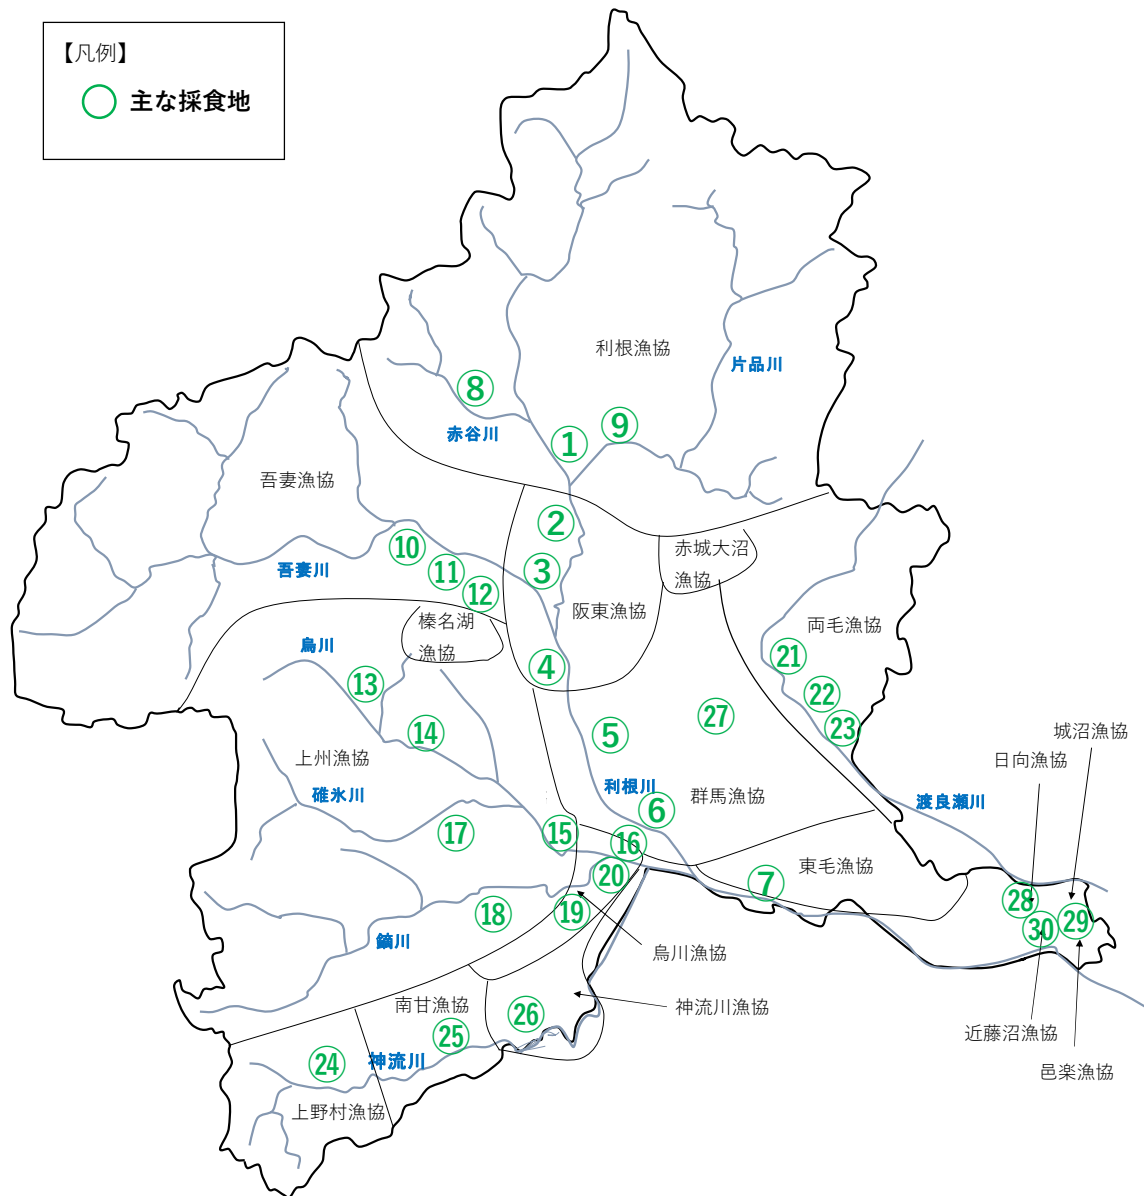 【凡例】
主な採食地
利根漁協
片品川
8
赤谷川
1
9
吾妻漁協
2
10
吾妻川
11
3
12
赤城大沼
漁協
阪東漁協
榛名湖
漁協
烏川
両毛漁協
21
4
13
22
14
27
23
5
城沼漁協
日向漁協
上州漁協
碓氷川
利根川
群馬漁協
渡良瀬川
6
17
15
16
東毛漁協
20
7
18
19
28
29
30
鏑川
烏川漁協
南甘漁協
26
神流川漁協
25
近藤沼漁協
24
神流川
邑楽漁協
上野村漁協